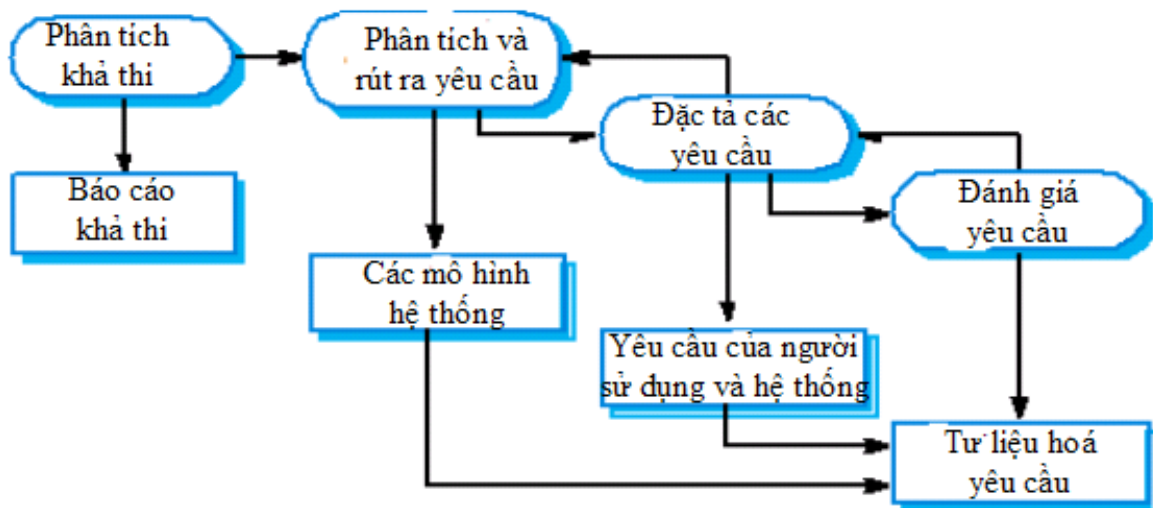 Phân tích
khả thi
Phân tích và
rút ra yêu cầu
Đặc tả các
yêu cầu
Đánh giá
yêu cầu
Báo cáo
khả thi
Các mô hình
hệ thống
Yêu cầu của người
sử dụng và hệ thống
Tư liệu hoá
yêu cầu